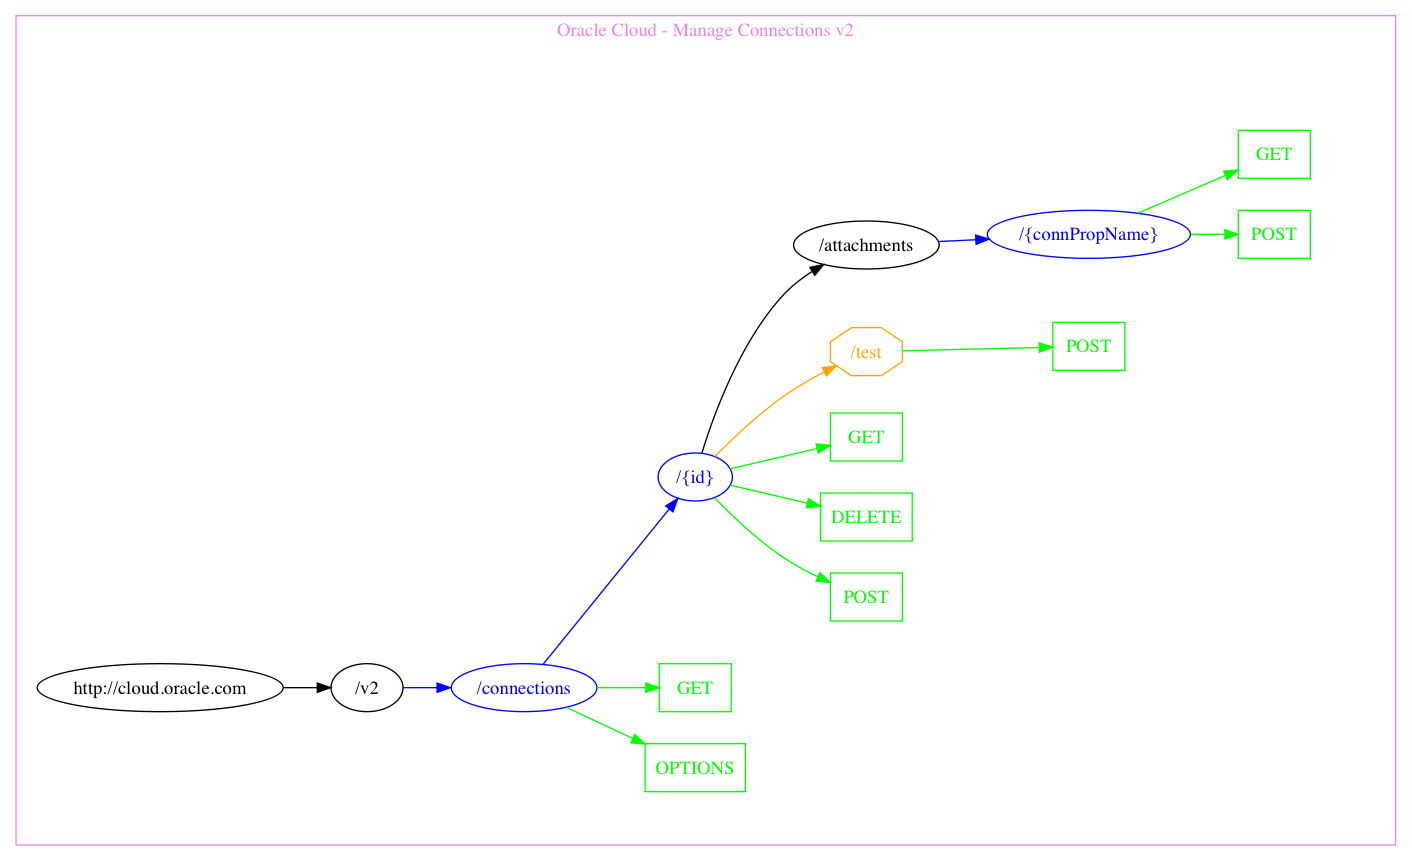 Oracle Cloud - Manage Connections v2
GET
/attachments
/{connPropName}
POST
/test
POST
GET
/{id}
DELETE
POST
http://cloud.oracle.com
/v2
/connections
GET
OPTIONS